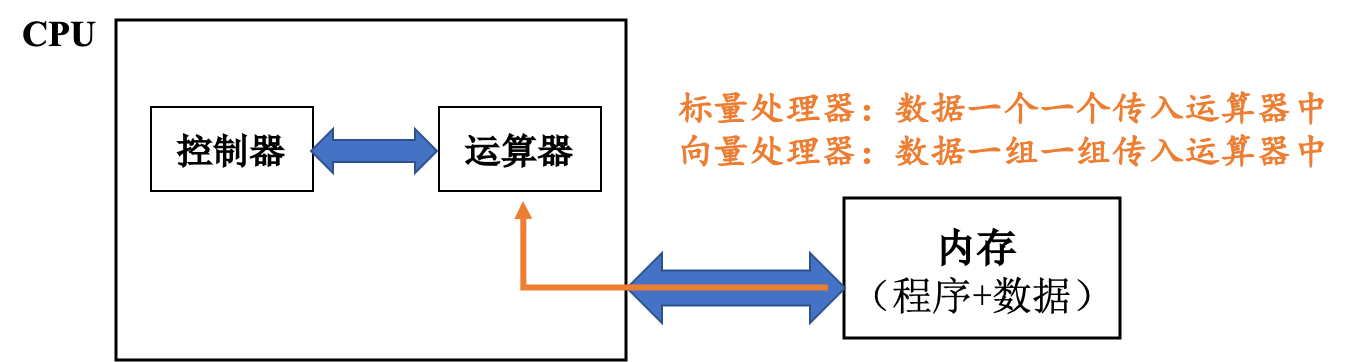 CPU
控制器
运算器
标量处理器：数据一个一个传入运算器中
向量处理器：数据一组一组传入运算器中
内存
（程序+数据）